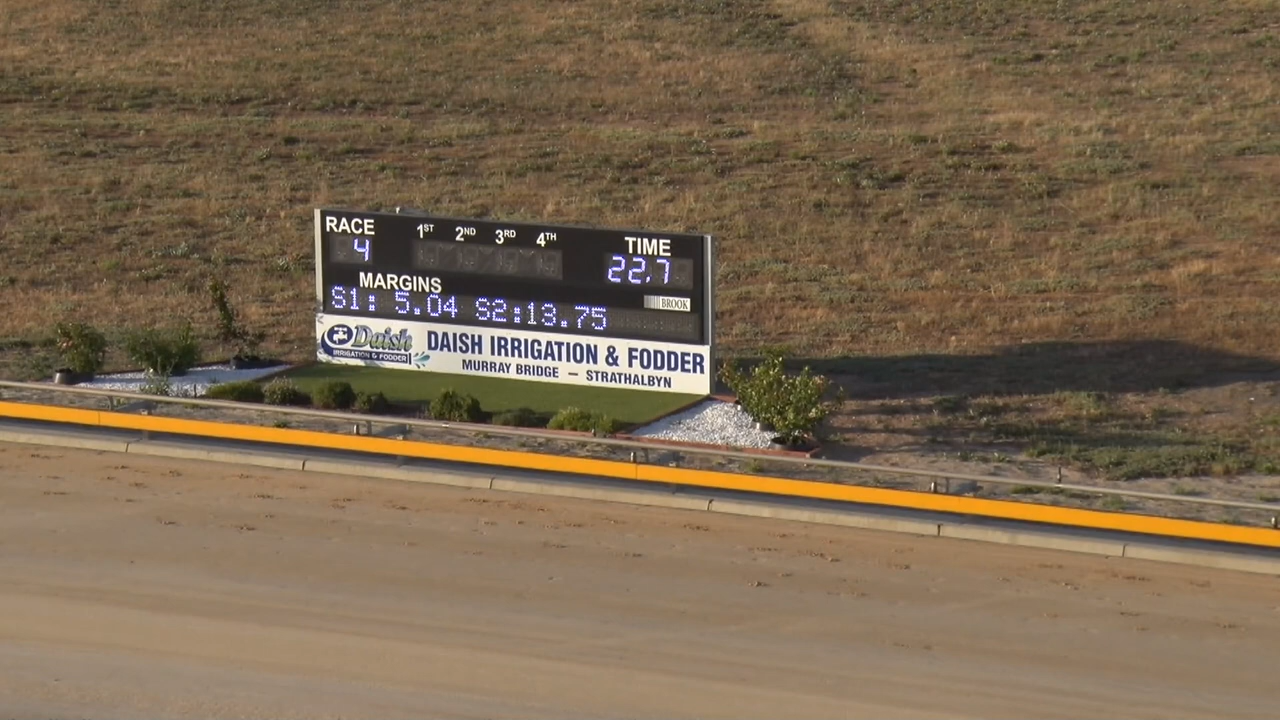 RACE 1ST 2ND 3RD 4TH TIME
4 22.7
MARGINS
S1: 5.04 S2:13.75
BROOK
Daish
IRRIGATION & FODDER
DAISH IRRIGATION & FODDER
MURRAY BRIDGE – STRATHALBYN